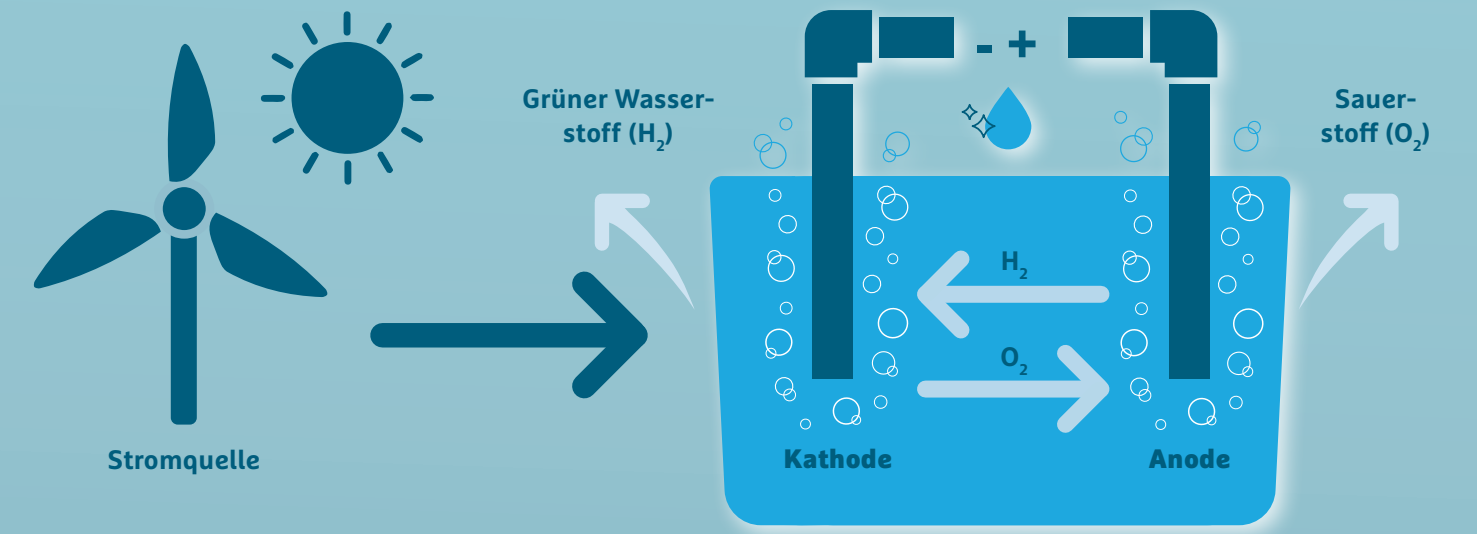 - +
Grüner Wasser-
stoff (H₂)
Sauer-
stoff (O₂)
H₂
O₂
Stromquelle
Kathode
Anode